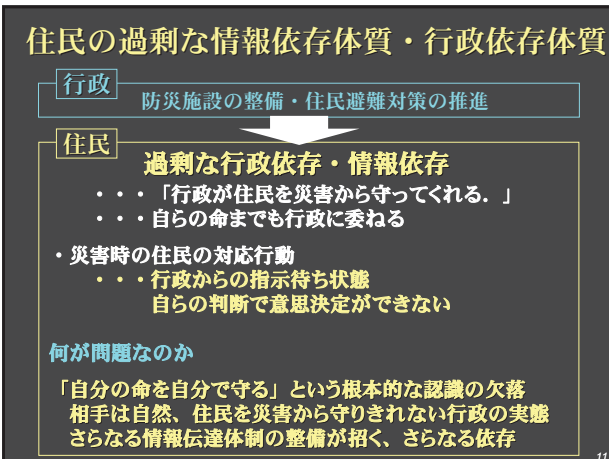 住民の過剰な情報依存体質・行政依存体質
行政
防災施設の整備・住民避難対策の推進
住民
過剰な行政依存・情報依存
・・・「行政が住民を災害から守ってくれる．」
・・・自らの命までも行政に委ねる
・災害時の住民の対応行動
・・・行政からの指示待ち状態
自らの判断で意思決定ができない
何が問題なのか
「自分の命を自分で守る」という根本的な認識の欠落
相手は自然、住民を災害から守りきれない行政の実態
さらなる情報伝達体制の整備が招く、さらなる依存
11